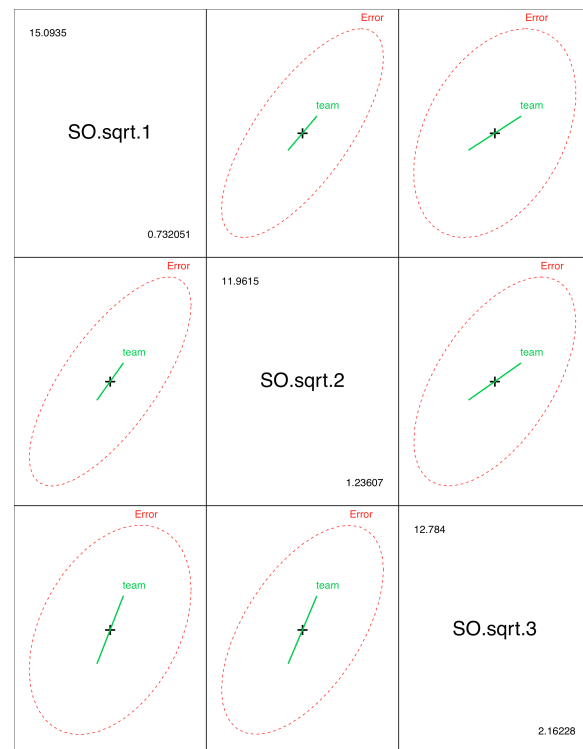 15.0935
SO.sqrt.1
0.732051
Error
team
Error
team
Error
team
11.9615
SO.sqrt.2
1.23607
Error
team
Error
team
Error
team
12.784
SO.sqrt.3
2.16228